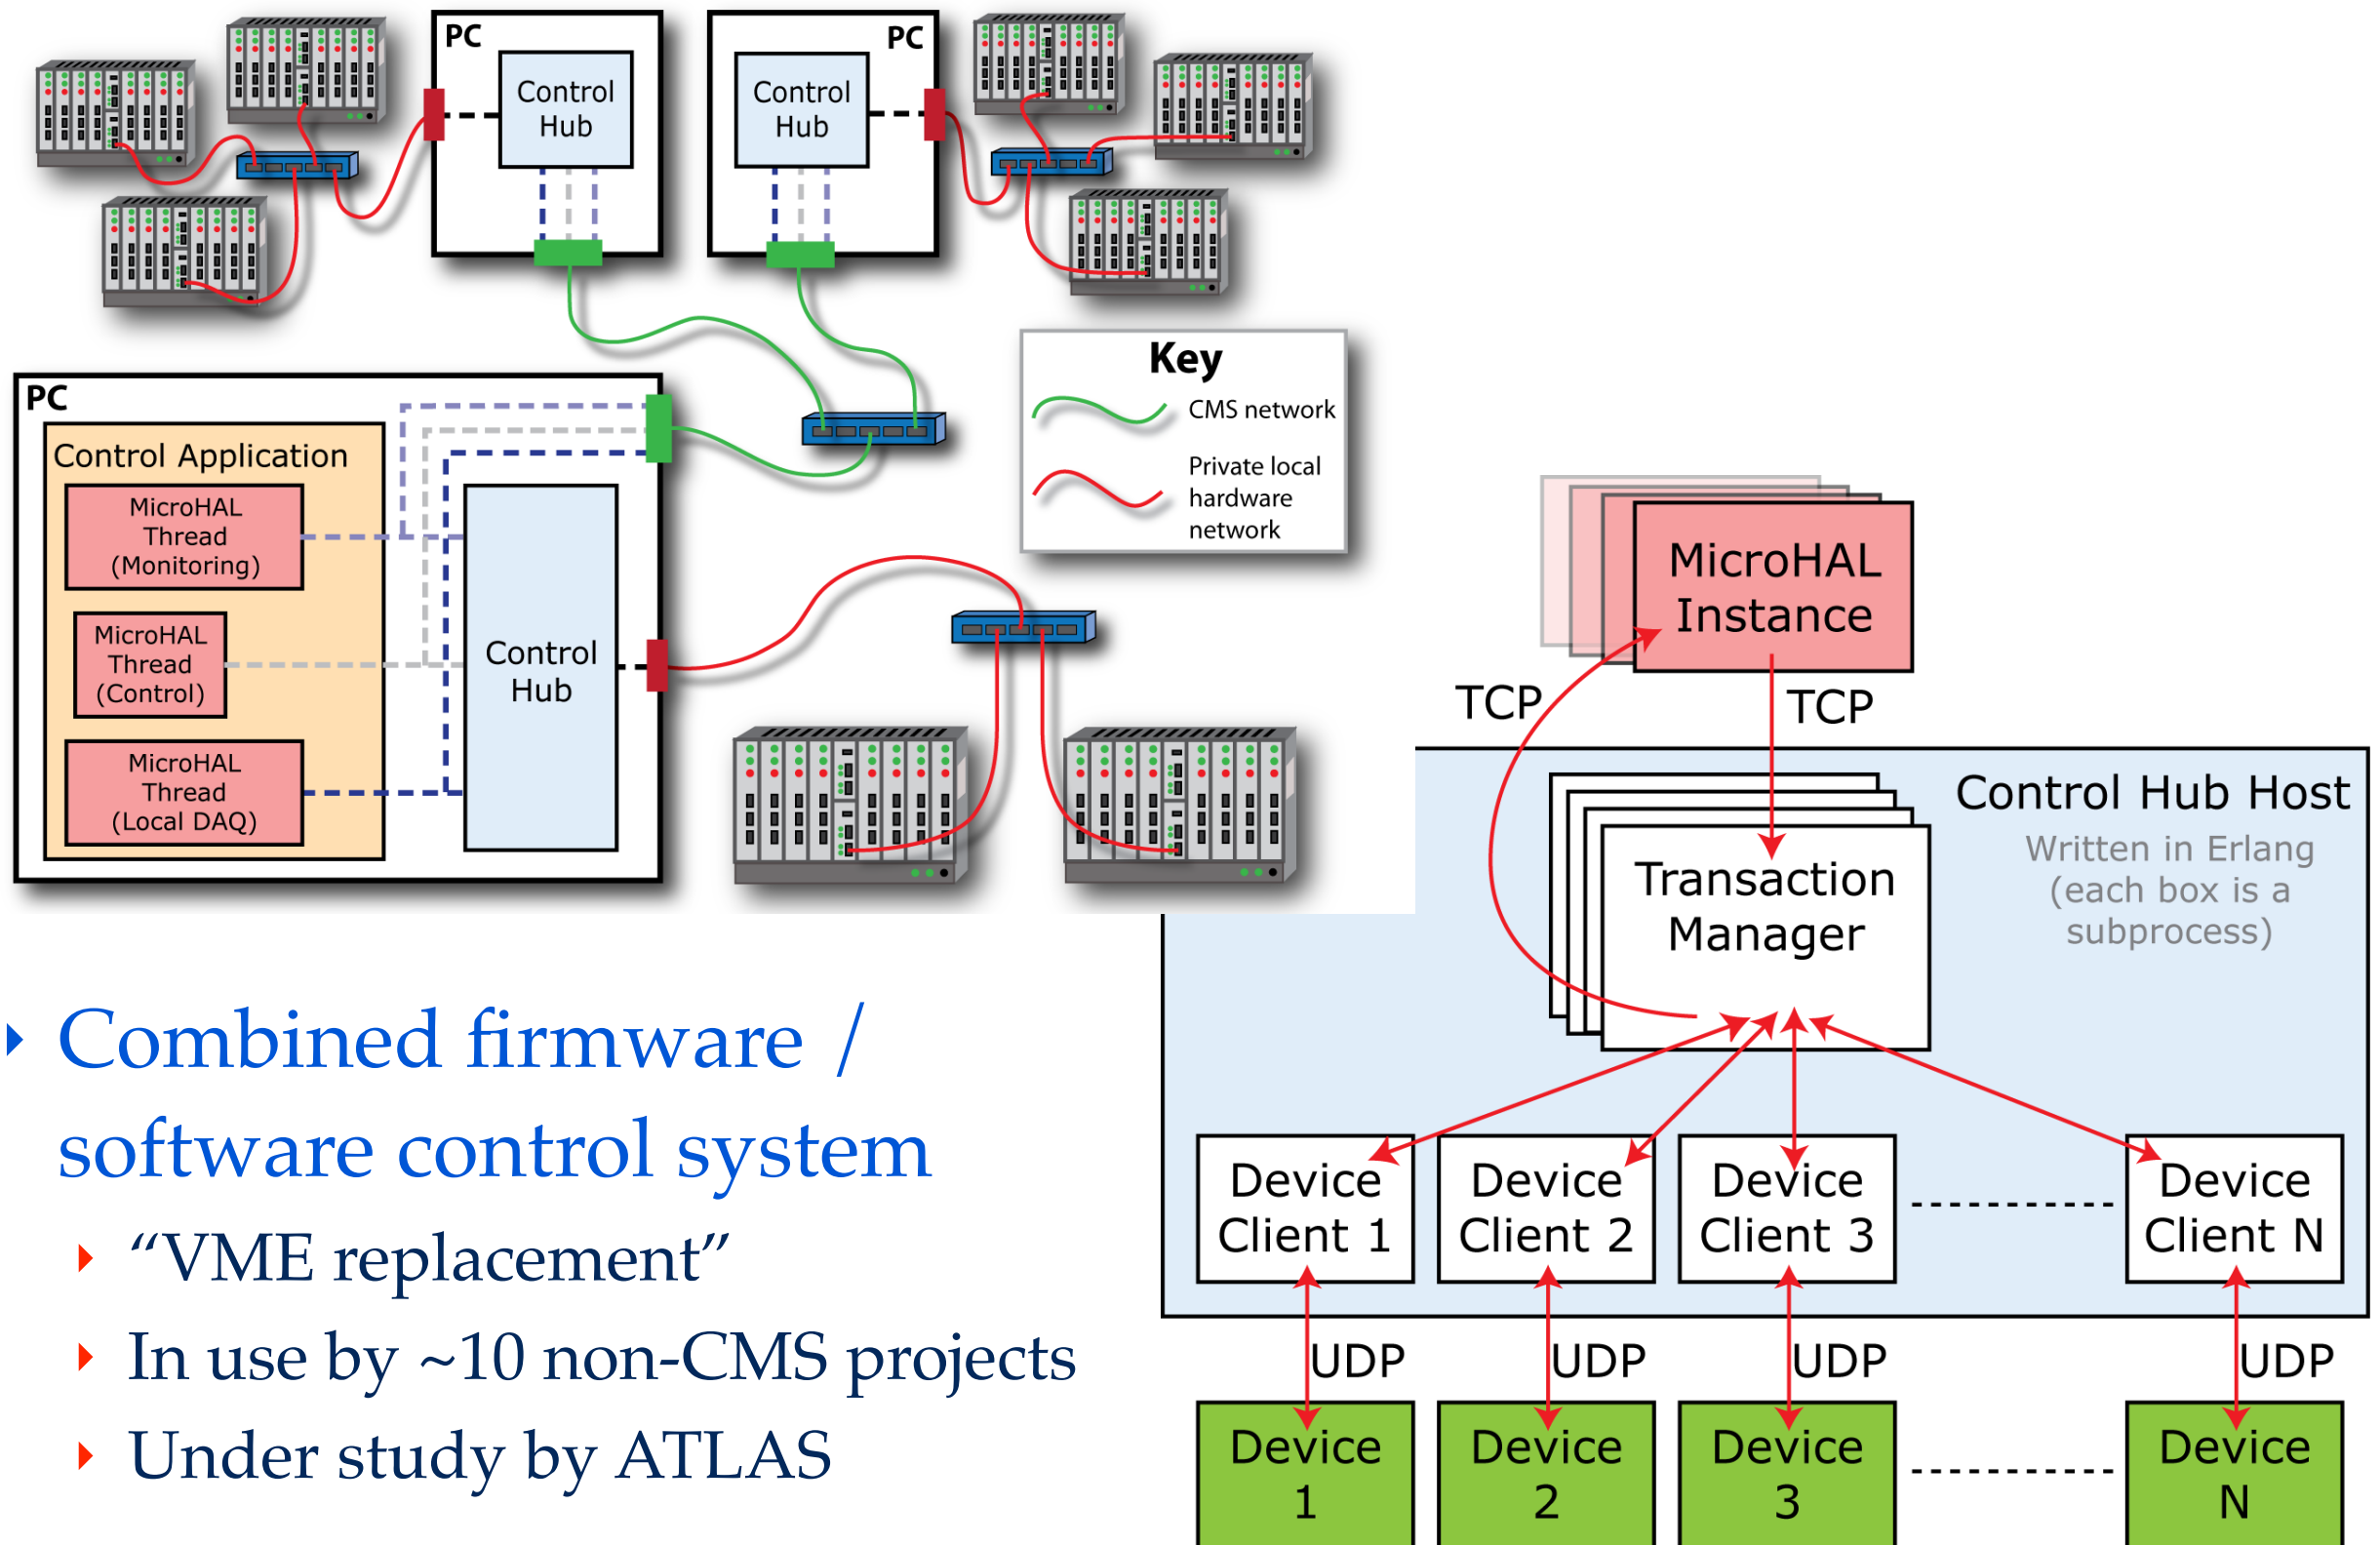 PC
Control
Hub
PC
Control
Hub
Key
CMS network
Private local
hardware
network
PC
Control Application
MicroHAL
Thread
(Monitoring)
MicroHAL
Thread
(Control)
MicroHAL
Thread
(Local DAQ)
Control
Hub
MicroHAL
Instance
TCP
TCP
Control Hub Host
Written in Erlang
(each box is a
subprocess)
Transaction
Manager
Device
Client 1
Device
Client 2
Device
Client 3
Device
Client N
UDP
UDP
UDP
UDP
Device
1
Device
2
Device
3
Device
N
Combined firmware /
software control system
“VME replacement”
In use by ~10 non-CMS projects
Under study by ATLAS